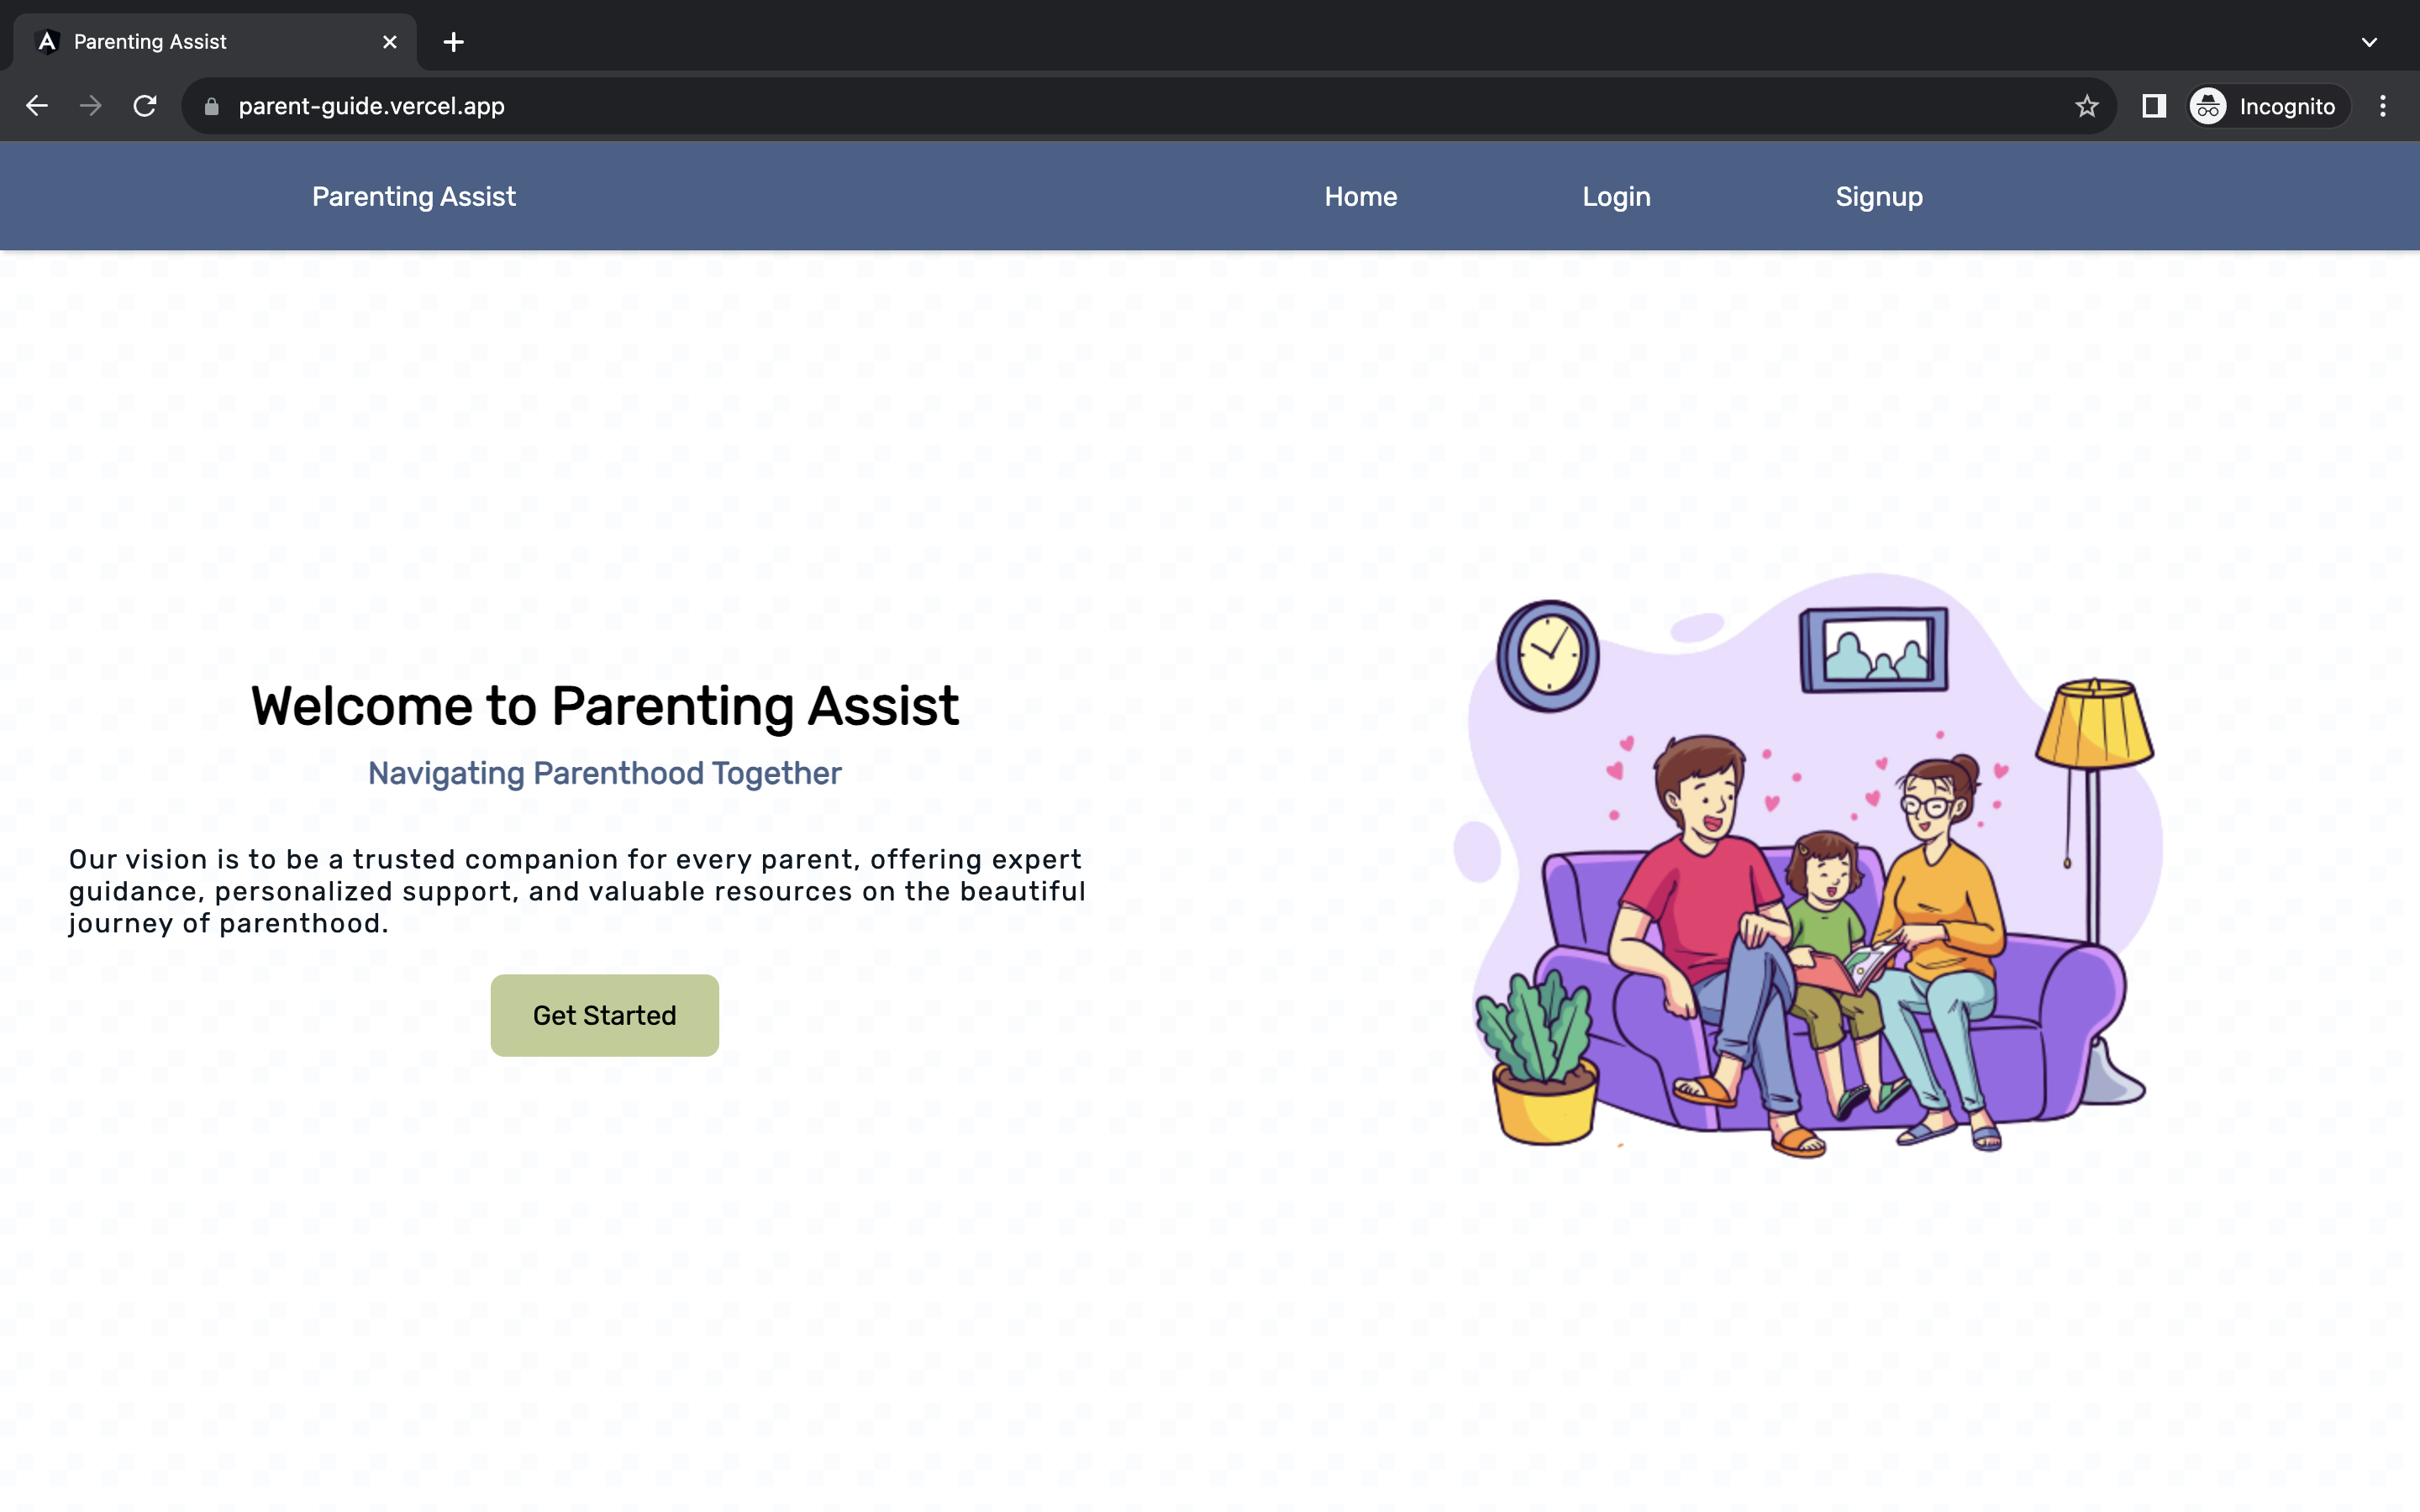 Parenting Assist
parent-guide.vercel.app
Incognito
Parenting Assist
Home
Login
Signup
Welcome to Parenting Assist
Navigating Parenthood Together
Our vision is to be a trusted companion for every parent, offering expert
guidance, personalized support, and valuable resources on the beautiful
journey of parenthood.
Get Started